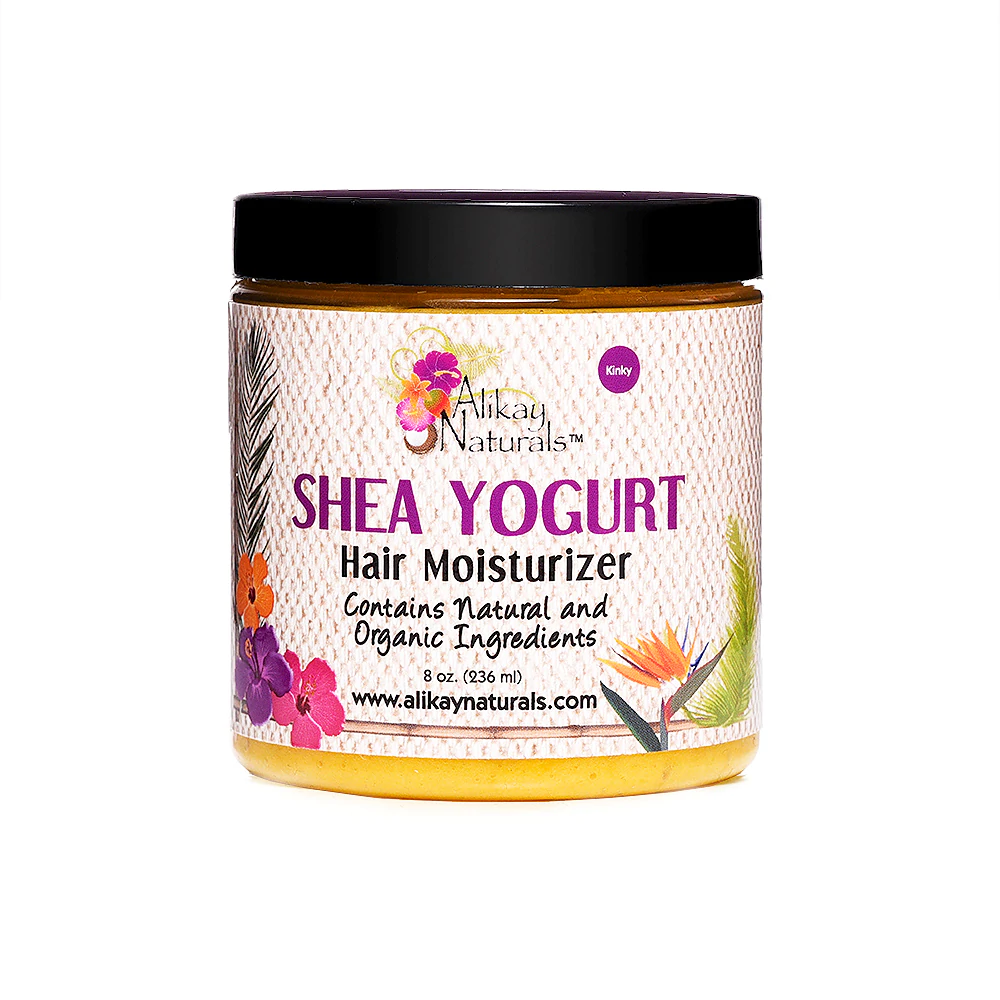 Kinky
Alikay
Naturals™
SHEA YOGURT
Hair Moisturizer
Contains Natural and
Organic Ingredients
8 oz. (236 ml)
www.alikaynaturals.com